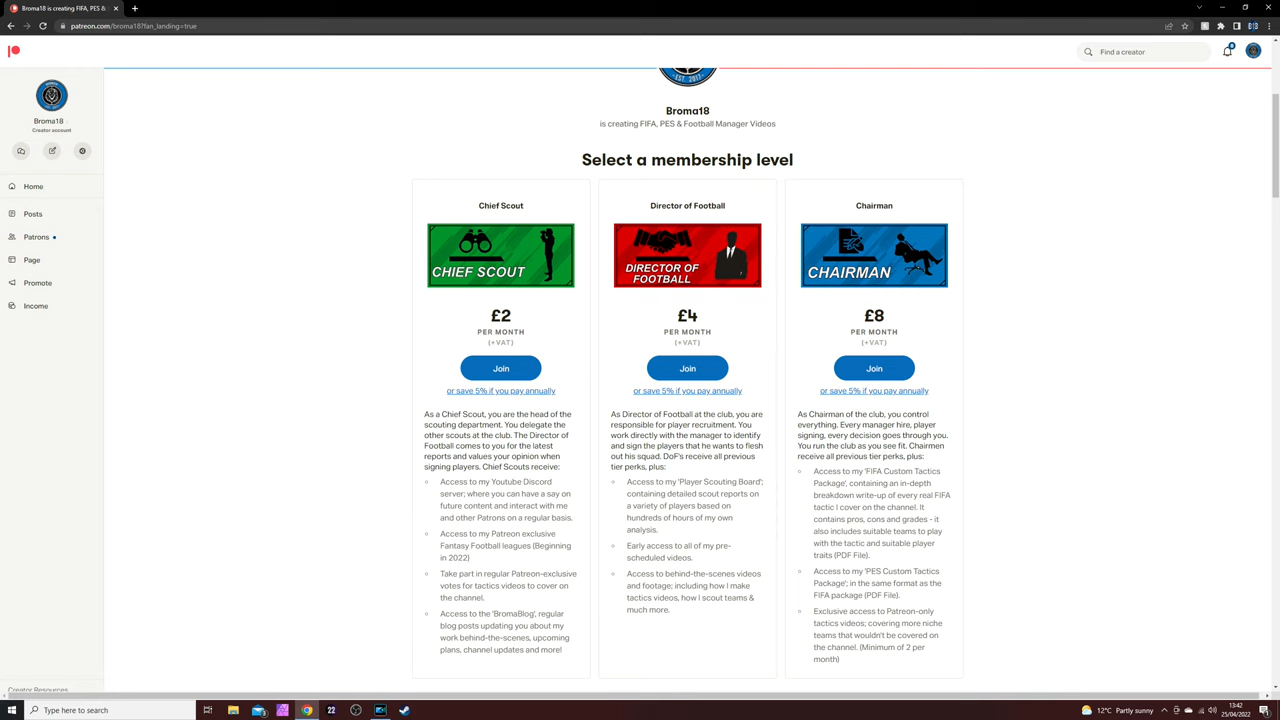 Broma18 is creating FIFA, PES &
patreon.com/broma18?fan_landing=true
Find a creator
EST 2017
Broma18
Creator account
Home
Posts
Patrons
Page
Promote
Income
Creator Resources
Broma18
is creating FIFA, PES & Football Manager Videos
Select a membership level
Chief Scout
CHIEF SCOUT
£2
PER MONTH
(+VAT)
Join
or save 5% if you pay annually
As a Chief Scout, you are the head of the
scouting department. You delegate the
other scouts at the club. The Director of
Football comes to you for the latest
reports and values your opinion when
signing players. Chief Scouts receive:
Access to my Youtube Discord
server; where you can have a say on
future content and interact with me
and other Patrons on a regular basis.
Access to my Patreon exclusive
Fantasy Football leagues (Beginning
in 2022)
Take part in regular Patreon-exclusive
votes for tactics videos to cover on
the channel.
Access to the 'BromaBlog', regular
blog posts updating you about my
work behind-the-scenes, upcoming
plans, channel updates and more!
Director of Football
DIRECTOR OF
FOOTBALL
£4
PER MONTH
(+VAT)
Join
or save 5% if you pay annually
As Director of Football at the club, you are
responsible for player recruitment. You
work directly with the manager to identify
and sign the players that he wants to flesh
out his squad. DoF's receive all previous
tier perks, plus:
Access to my 'Player Scouting Board';
containing detailed scout reports on
a variety of players based on
hundreds of hours of my own
analysis.
Early access to all of my pre-
scheduled videos.
Access to behind-the-scenes videos
and footage; including how I make
tactics videos, how I scout teams &
much more.
Chairman
CHAIRMAN
£8
PER MONTH
(+VAT)
Join
or save 5% if you pay annually
As Chairman of the club, you control
everything. Every manager hire, player
signing, every decision goes through you.
You run the club as you see fit. Chairmen
receive all previous tier perks, plus:
Access to my 'FIFA Custom Tactics
Package', containing an in-depth
breakdown write-up of every real FIFA
tactic I cover on the channel. It
contains pros, cons and grades - it
also includes suitable teams to play
with the tactic and suitable player
traits (PDF File).
Access to my 'PES Custom Tactics
Package'; in the same format as the
FIFA package (PDF File).
Exclusive access to Patreon-only
tactics videos; covering more niche
teams that wouldn't be covered on
the channel. (Minimum of 2 per
month)
Type here to search
22
12°C Partly sunny
13:42
25/04/2022